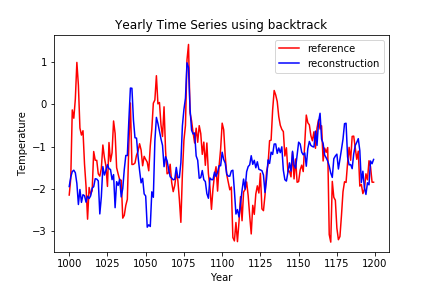 Yearly Time Series using backtrack
reference
reconstruction
Temperature
1
0
−1
−2
−3
1000 1025 1050 1075 1100 1125 1150 1175 1200
Year